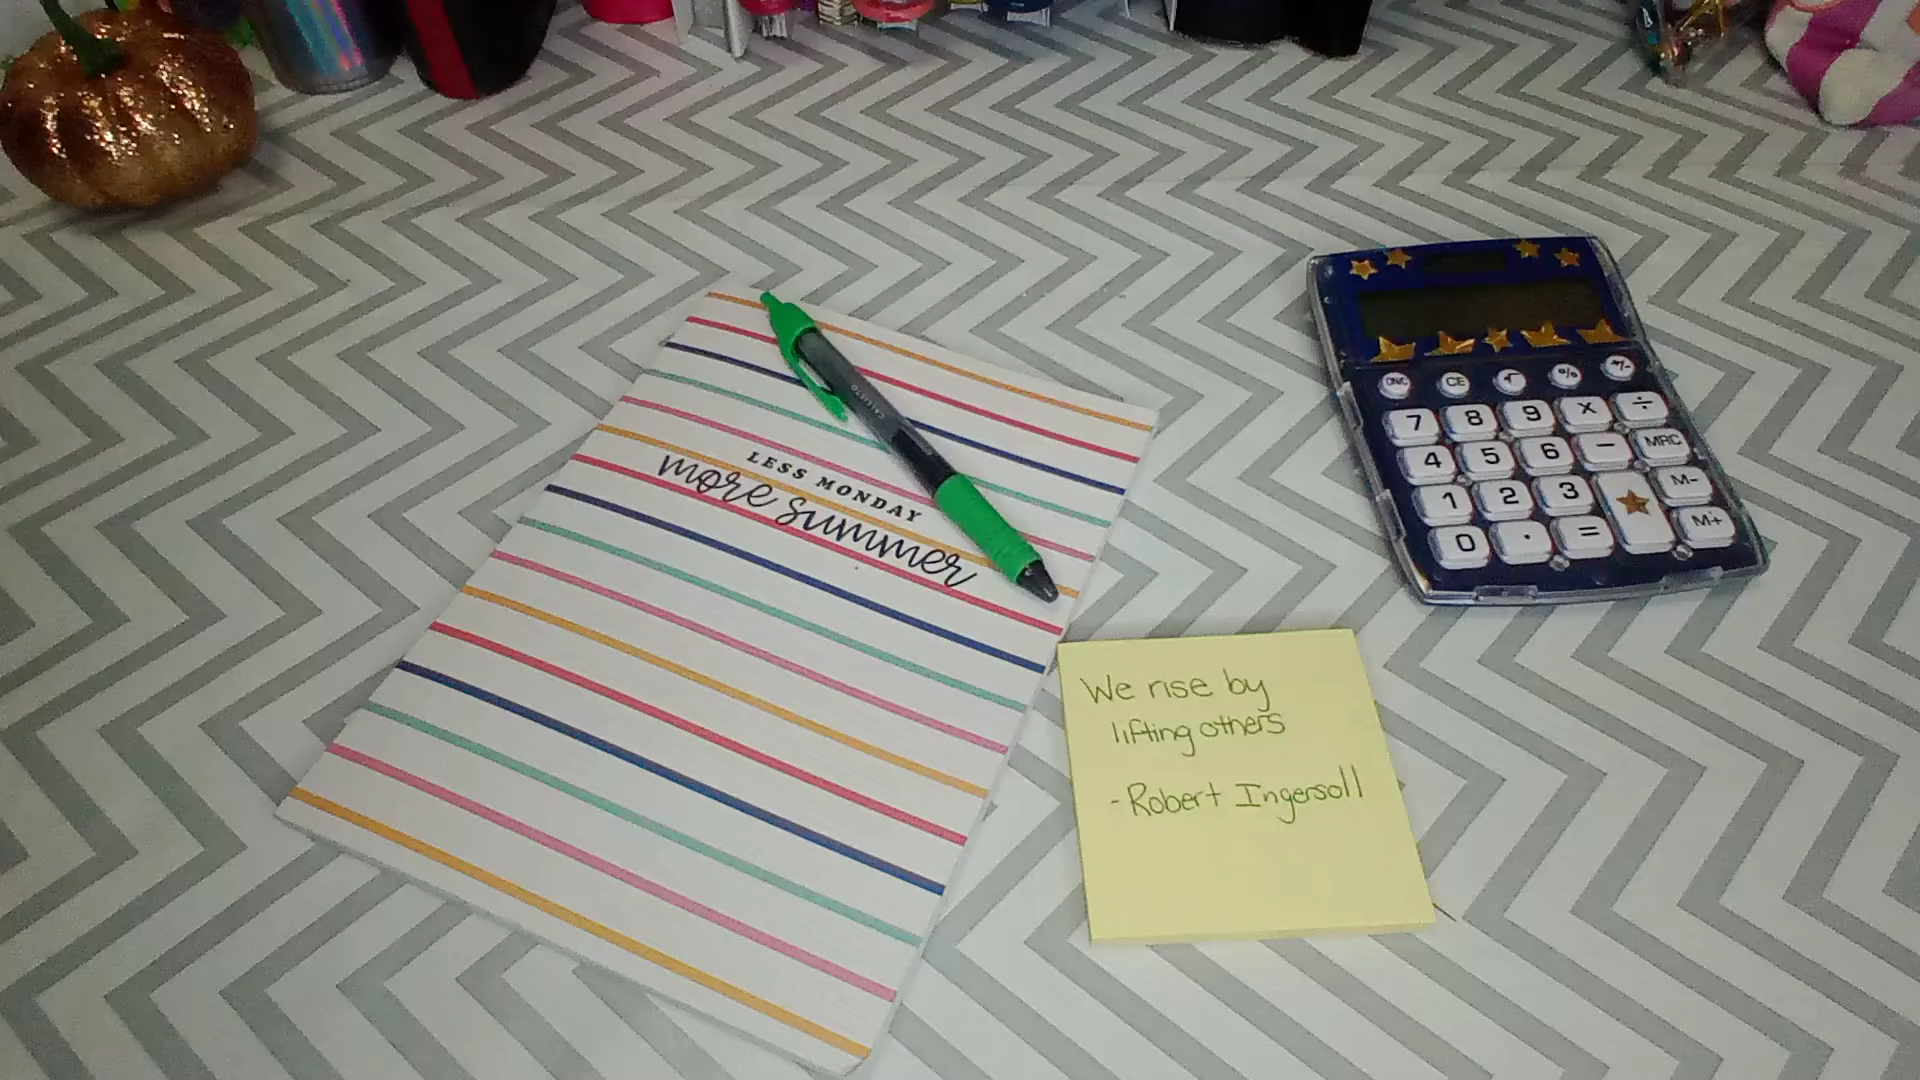 LESS MONDAY
more summer
We rise by
lifting others
- Robert Ingersoll
ON/C CE √ % +/-
7 8 9 X ÷
4 5 6 - MRC
1 2 3 M-
0 . = M+